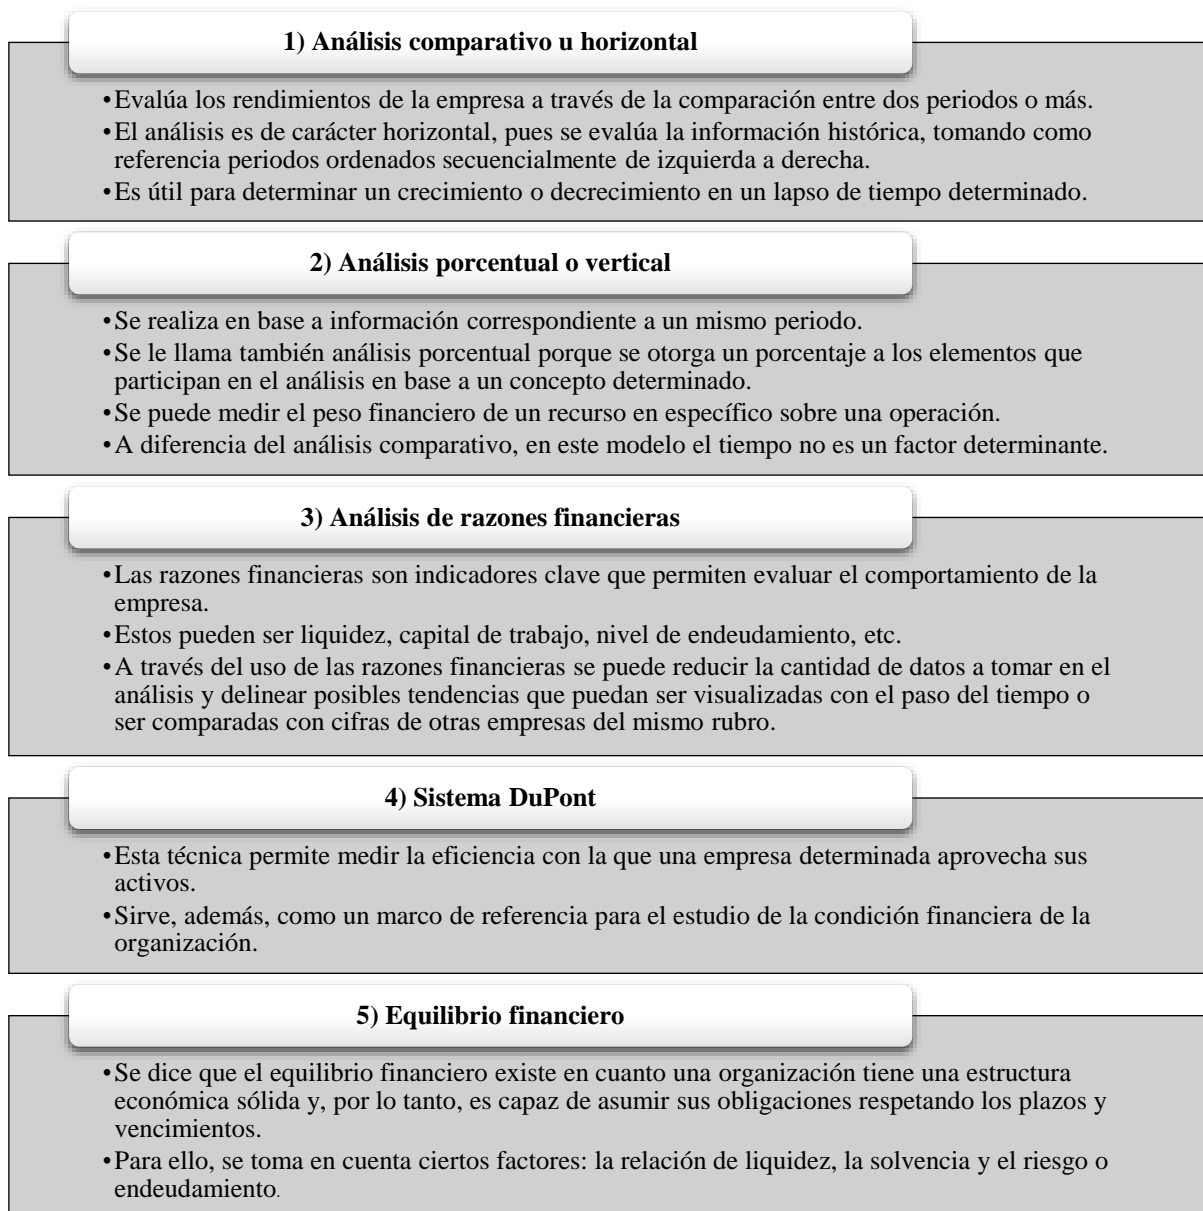 1) Análisis comparativo u horizontal
•Evalúa los rendimientos de la empresa a través de la comparación entre dos periodos o más.
•El análisis es de carácter horizontal, pues se evalúa la información histórica, tomando como
referencia periodos ordenados secuencialmente de izquierda a derecha.
•Es útil para determinar un crecimiento o decrecimiento en un lapso de tiempo determinado.
2) Análisis porcentual o vertical
•Se realiza en base a información correspondiente a un mismo periodo.
•Se le llama también análisis porcentual porque se otorga un porcentaje a los elementos que
participan en el análisis en base a un concepto determinado.
•Se puede medir el peso financiero de un recurso en específico sobre una operación.
•A diferencia del análisis comparativo, en este modelo el tiempo no es un factor determinante.
3) Análisis de razones financieras
•Las razones financieras son indicadores clave que permiten evaluar el comportamiento de la
empresa.
•Estos pueden ser liquidez, capital de trabajo, nivel de endeudamiento, etc.
•A través del uso de las razones financieras se puede reducir la cantidad de datos a tomar en el
análisis y delinear posibles tendencias que puedan ser visualizadas con el paso del tiempo o
ser comparadas con cifras de otras empresas del mismo rubro.
4) Sistema DuPont
•Esta técnica permite medir la eficiencia con la que una empresa determinada aprovecha sus
activos.
•Sirve, además, como un marco de referencia para el estudio de la condición financiera de la
organización.
5) Equilibrio financiero
•Se dice que el equilibrio financiero existe en cuanto una organización tiene una estructura
económica sólida y, por lo tanto, es capaz de asumir sus obligaciones respetando los plazos y
vencimientos.
•Para ello, se toma en cuenta ciertos factores: la relación de liquidez, la solvencia y el riesgo o
endeudamiento.